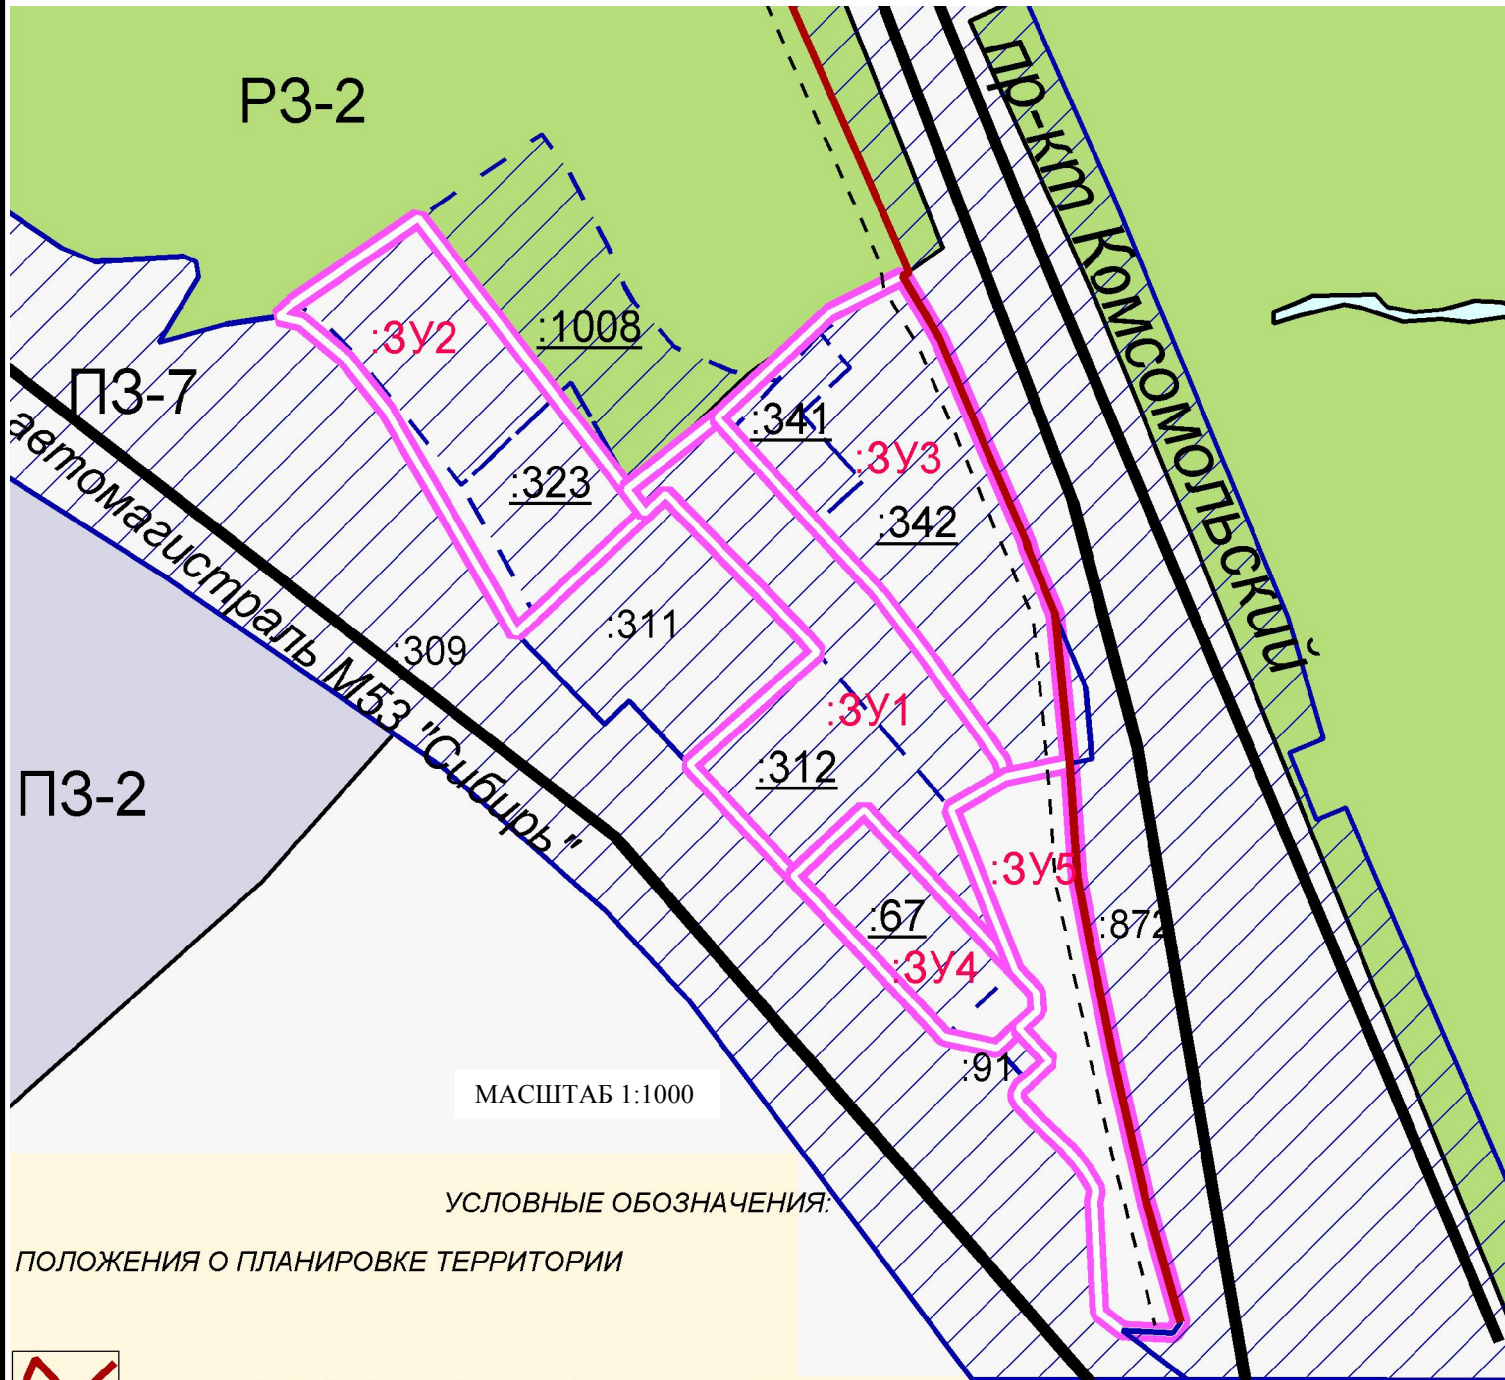 РЗ-2
пр-кт Комсомольский
:1008
:ЗУ2
ПЗ-7
:341
:ЗУ3
:323
:342
автомагистраль М53 "Сибирь"
:311
:309
:ЗУ1
:312
ПЗ-2
:ЗУ5
:67
:872
:ЗУ4
:91
МАСШТАБ 1:1000
УСЛОВНЫЕ ОБОЗНАЧЕНИЯ:
ПОЛОЖЕНИЯ О ПЛАНИРОВКЕ ТЕРРИТОРИИ